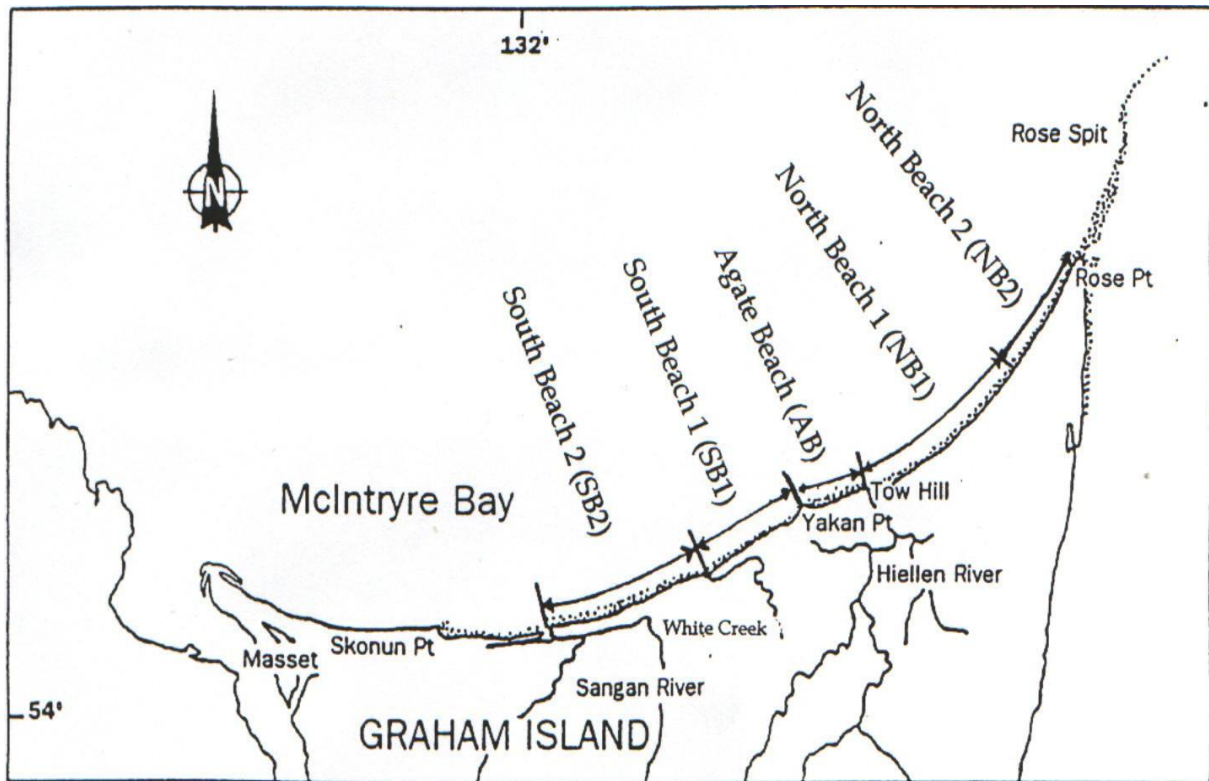 132'
N
Rose Spit
North Beach 2 (NB2)
North Beach 1 (NB1)
Agate Beach (AB)
South Beach 1 (SB1)
South Beach 2 (SB2)
Rose Pt
McIntryre Bay
Tow Hill
Yakan Pt
Hiellen River
White Creek
Skonun Pt
Masset
Sangan River
54'
GRAHAM ISLAND